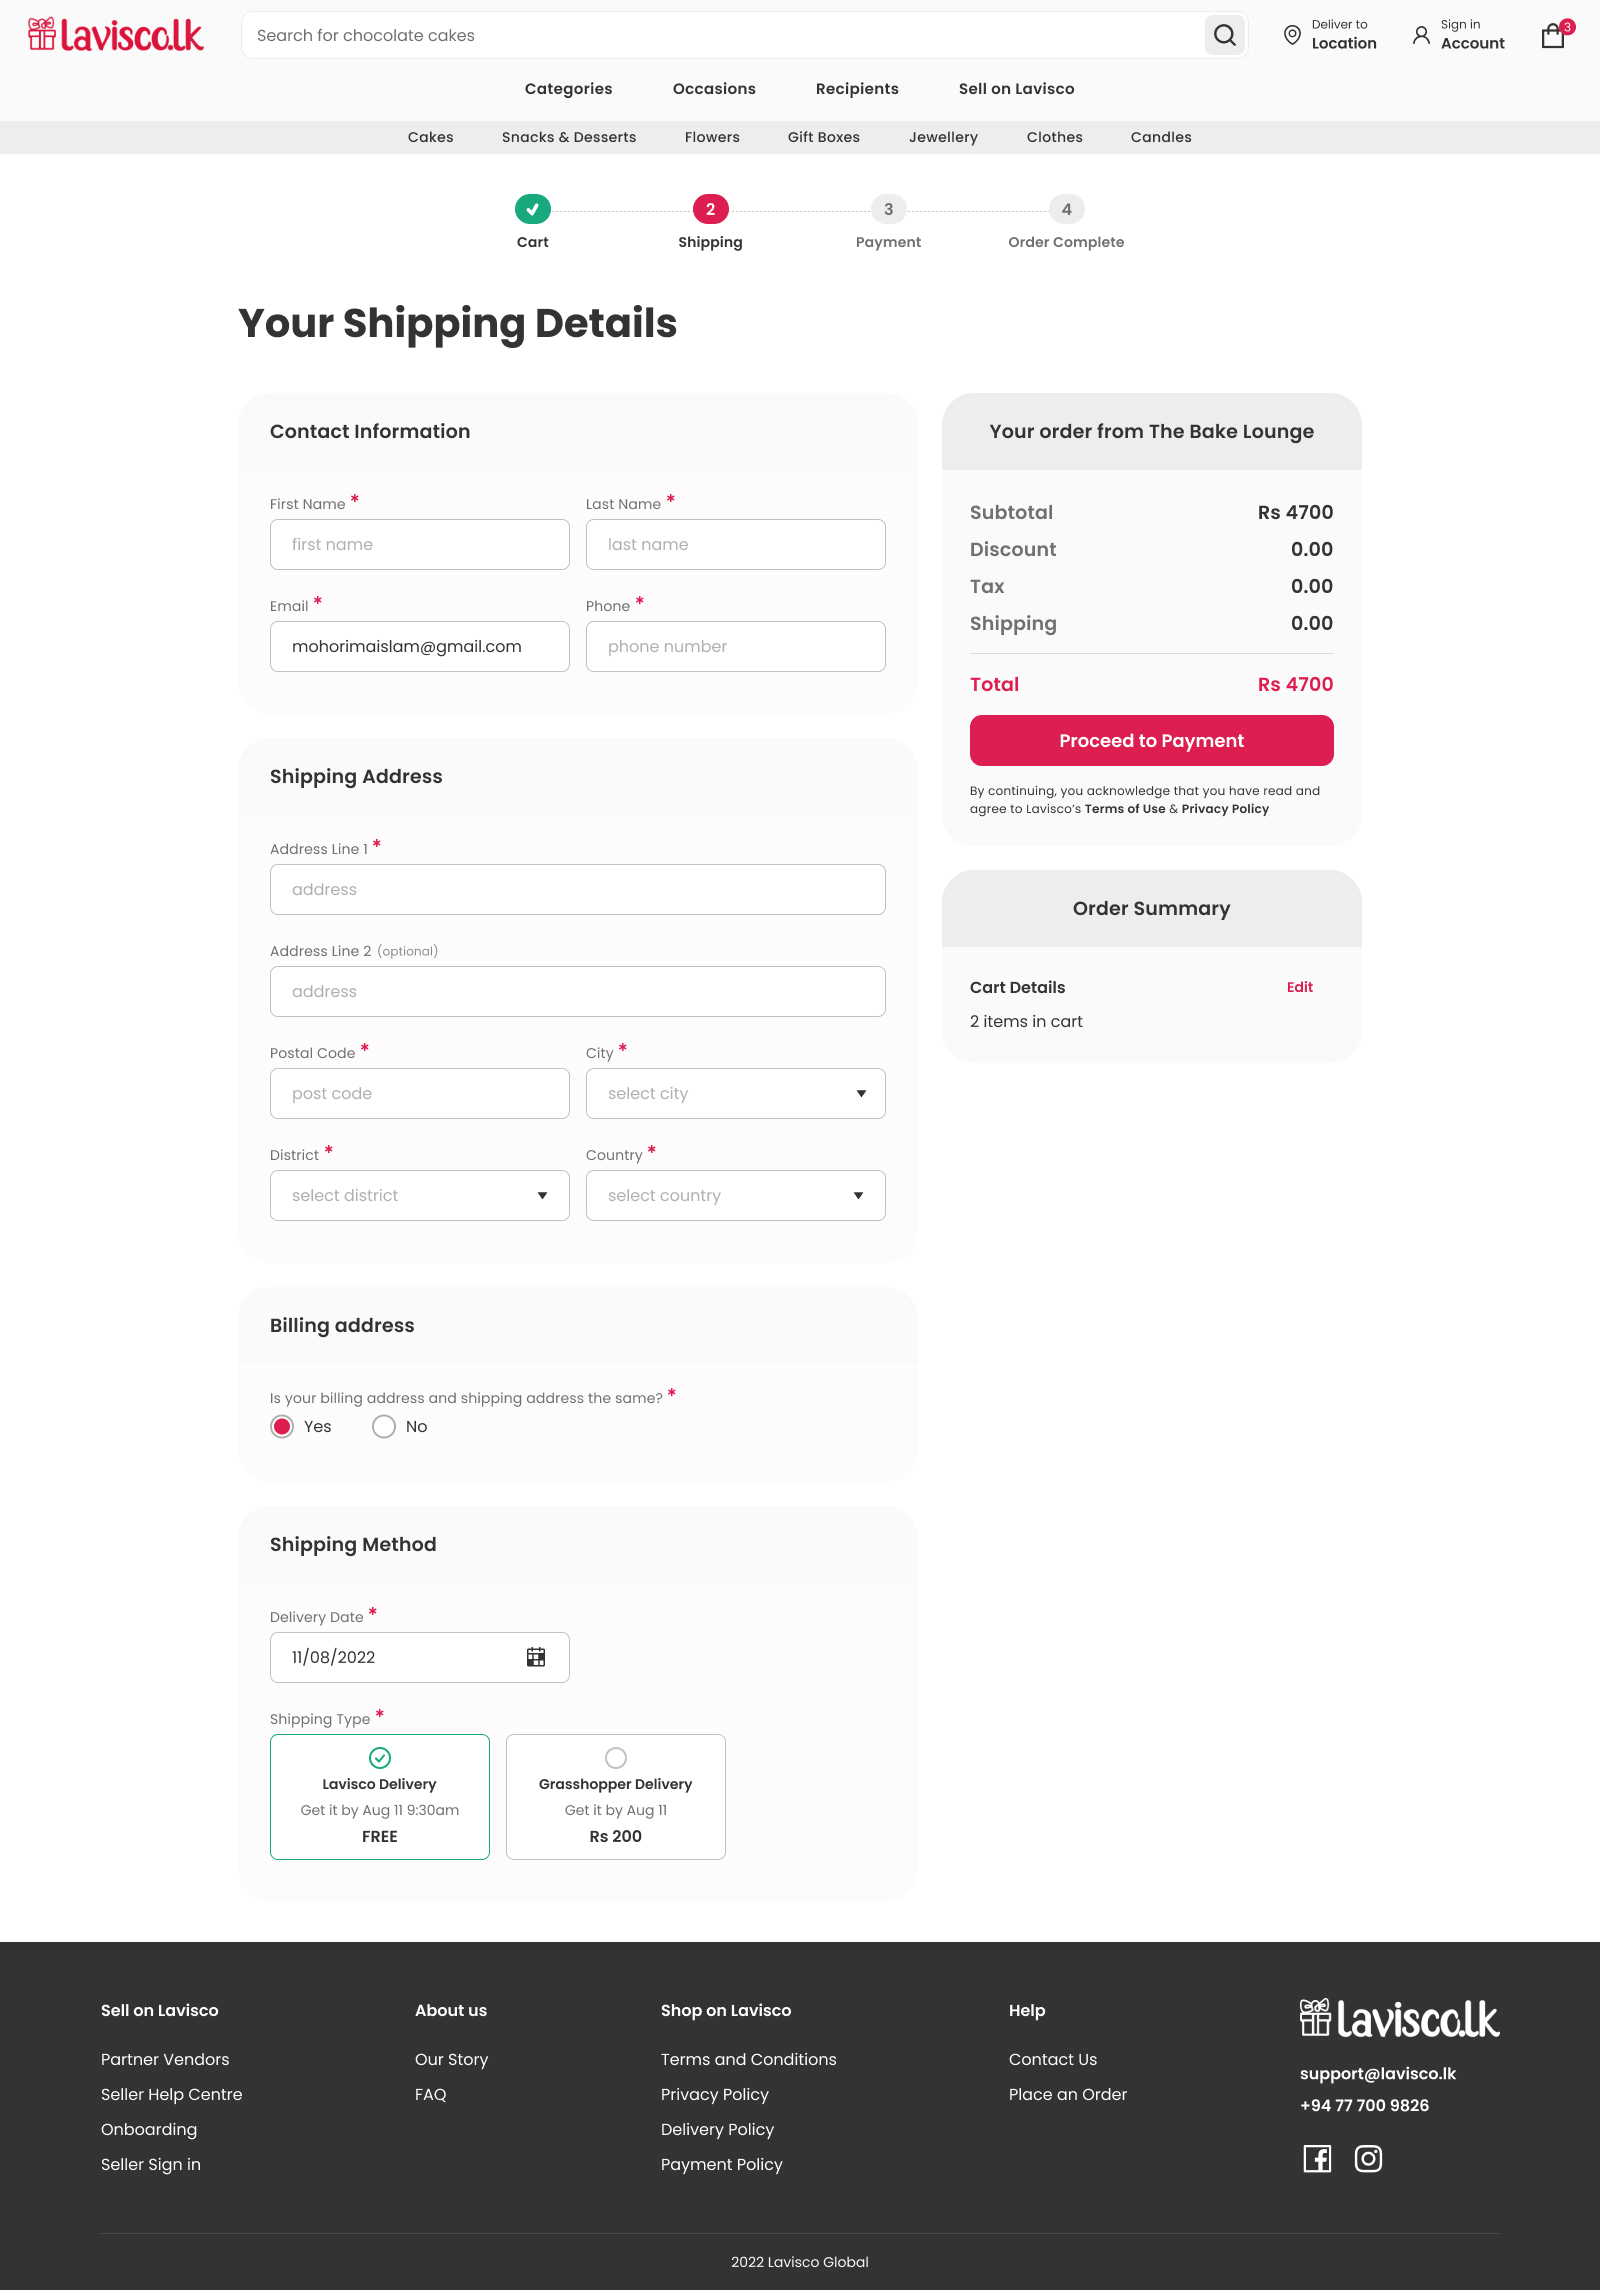 Lavisco.lk
Search for chocolate cakes
Deliver to
Location
Sign in
Account
3
Categories Occasions Recipients Sell on Lavisco
Cakes Snacks & Desserts Flowers Gift Boxes Jewellery Clothes Candles
2 3 4
Cart Shipping Payment Order Complete
Your Shipping Details
Contact Information
First Name * Last Name *
first name last name
Email * Phone *
mohorimaislam@gmail.com phone number
Shipping Address
Address Line 1 *
address
Address Line 2 (optional)
address
Postal Code * City *
post code select city
District * Country *
select district select country
Billing address
Is your billing address and shipping address the same? *
Yes No
Shipping Method
Delivery Date *
11/08/2022
Shipping Type *
Lavisco Delivery
Get it by Aug 11 9:30am
FREE
Grasshopper Delivery
Get it by Aug 11
Rs 200
Your order from The Bake Lounge
Subtotal Rs 4700
Discount 0.00
Tax 0.00
Shipping 0.00
Total Rs 4700
Proceed to Payment
By continuing, you acknowledge that you have read and
agree to Lavisco’s Terms of Use & Privacy Policy
Order Summary
Cart Details Edit
2 items in cart
Sell on Lavisco
Partner Vendors
Seller Help Centre
Onboarding
Seller Sign in
About us
Our Story
FAQ
Shop on Lavisco
Terms and Conditions
Privacy Policy
Delivery Policy
Payment Policy
Help
Contact Us
Place an Order
Lavisco.lk
support@lavisco.lk
+94 77 700 9826
2022 Lavisco Global